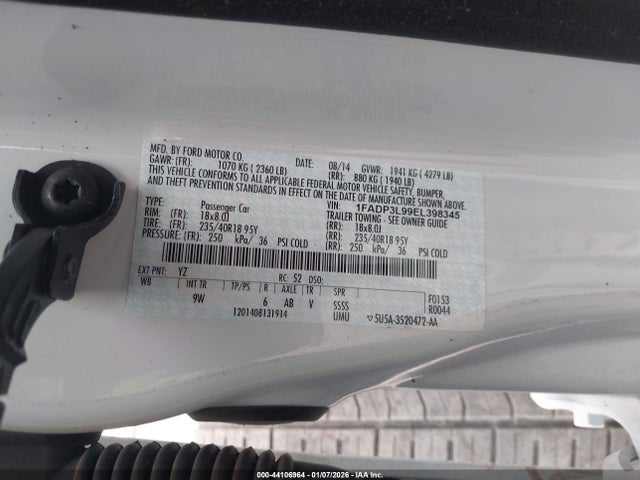 MFD. BY FORD MOTOR CO.
DATE: 08/14 GVWR: 1941 KG ( 4279 LB)
GAWR: (FR): 1070 KG ( 2360 LB) (RR): 880 KG ( 1940 LB)
THIS VEHICLE CONFORMS TO ALL APPLICABLE FEDERAL MOTOR VEHICLE SAFETY, BUMPER,
AND THEFT PREVENTION STANDARDS IN EFFECT ON THE DATE OF MANUFACTURE SHOWN ABOVE.
VIN: 1FADP3L99EL398345
TYPE: Passenger Car TRAILER TOWING - SEE OWNER GUIDE
RIM: (FR): 18x8.0J (RR): 18x8.0J
TIRE: (FR): 235/40R18 95Y (RR): 235/40R18 95Y
PRESSURE: (FR): 250 kPa/ 36 PSI COLD (RR): 250 kPa/ 36 PSI COLD
EXT PNT: YZ RC: 52 DSO:
WB INT TR TP/PS R AXLE TR SPR
9W 6 AB V SSSS F0153
1201408131914 UMU R0044
▽5U5A-3520472-AA
000-44106964 | 01/07/2026 | © IAA